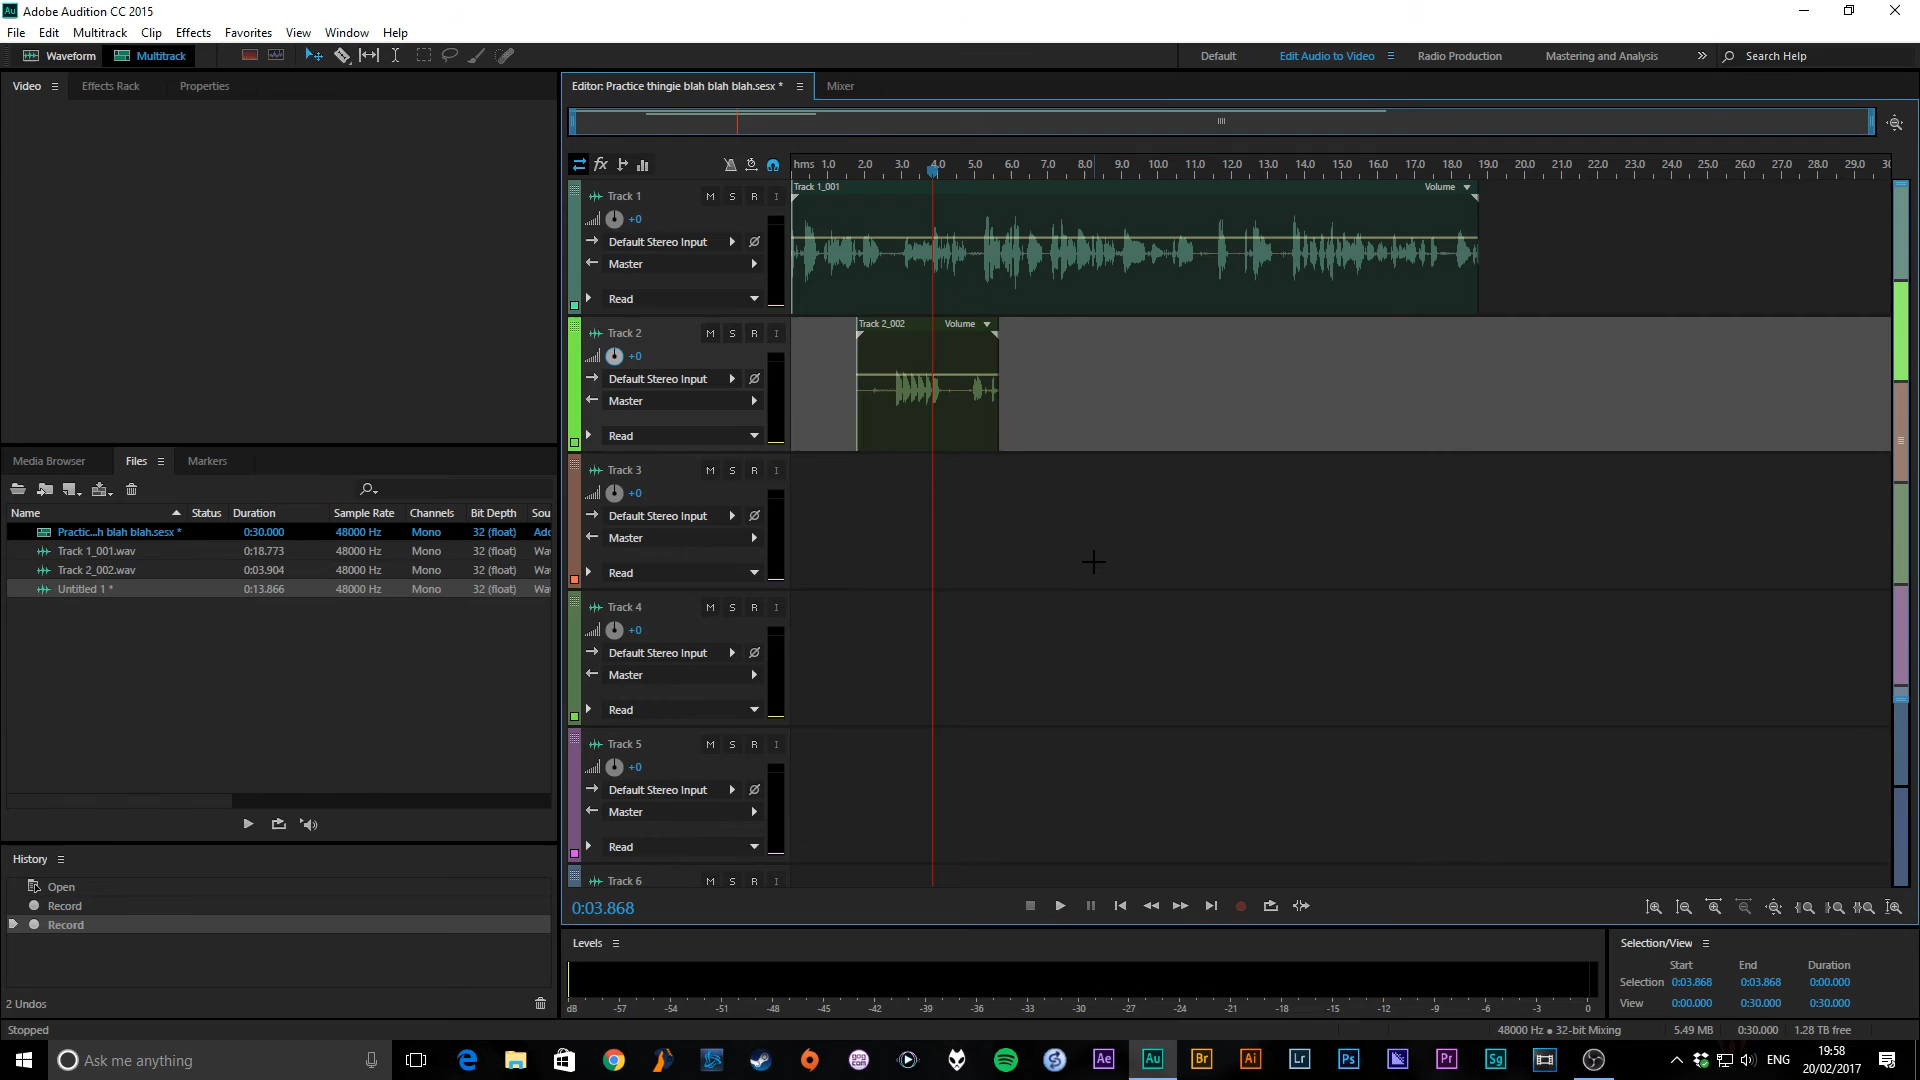 Au Adobe Audition CC 2015
File Edit Multitrack Clip Effects Favorites View Window Help
Waveform Multitrack Default Edit Audio to Video Radio Production Mastering and Analysis Search Help
Video Effects Rack Properties
Editor: Practice thingie blah blah blah.sesx * Mixer
hms 1.0 2.0 3.0 4.0 5.0 6.0 7.0 8.0 9.0 10.0 11.0 12.0 13.0 14.0 15.0 16.0 17.0 18.0 19.0 20.0 21.0 22.0 23.0 24.0 25.0 26.0 27.0 28.0 29.0 30
Track 1 M S R I
+0
Default Stereo Input
Master
Read
Track 1_001 Volume
Track 2 M S R I
+0
Default Stereo Input
Master
Read
Track 2_002 Volume
Track 3 M S R I
+0
Default Stereo Input
Master
Read
Track 4 M S R I
+0
Default Stereo Input
Master
Read
Track 5 M S R I
+0
Default Stereo Input
Master
Read
Track 6 M S R I
Media Browser Files Markers
Name Status Duration Sample Rate Channels Bit Depth Sou
Practic...h blah blah.sesx * 0:30.000 48000 Hz Mono 32 (float) Ado
Track 1_001.wav 0:18.773 48000 Hz Mono 32 (float) Wa
Track 2_002.wav 0:03.904 48000 Hz Mono 32 (float) Wa
Untitled 1 * 0:13.866 48000 Hz Mono 32 (float) Wa
History
Open
Record
Record
2 Undos
0:03.868
Levels
dB -57 -54 -51 -48 -45 -42 -39 -36 -33 -30 -27 -24 -21 -18 -15 -12 -9 -6 -3 0
Selection/View
Start End Duration
Selection 0:03.868 0:03.868 0:00.000
View 0:00.000 0:30.000 0:30.000
Stopped 48000 Hz ● 32-bit Mixing 5.49 MB 0:30.000 1.28 TB free
Ask me anything
gog com Ae Au Br Ai Lr Ps Pr Sg
ENG 19:58
20/02/2017